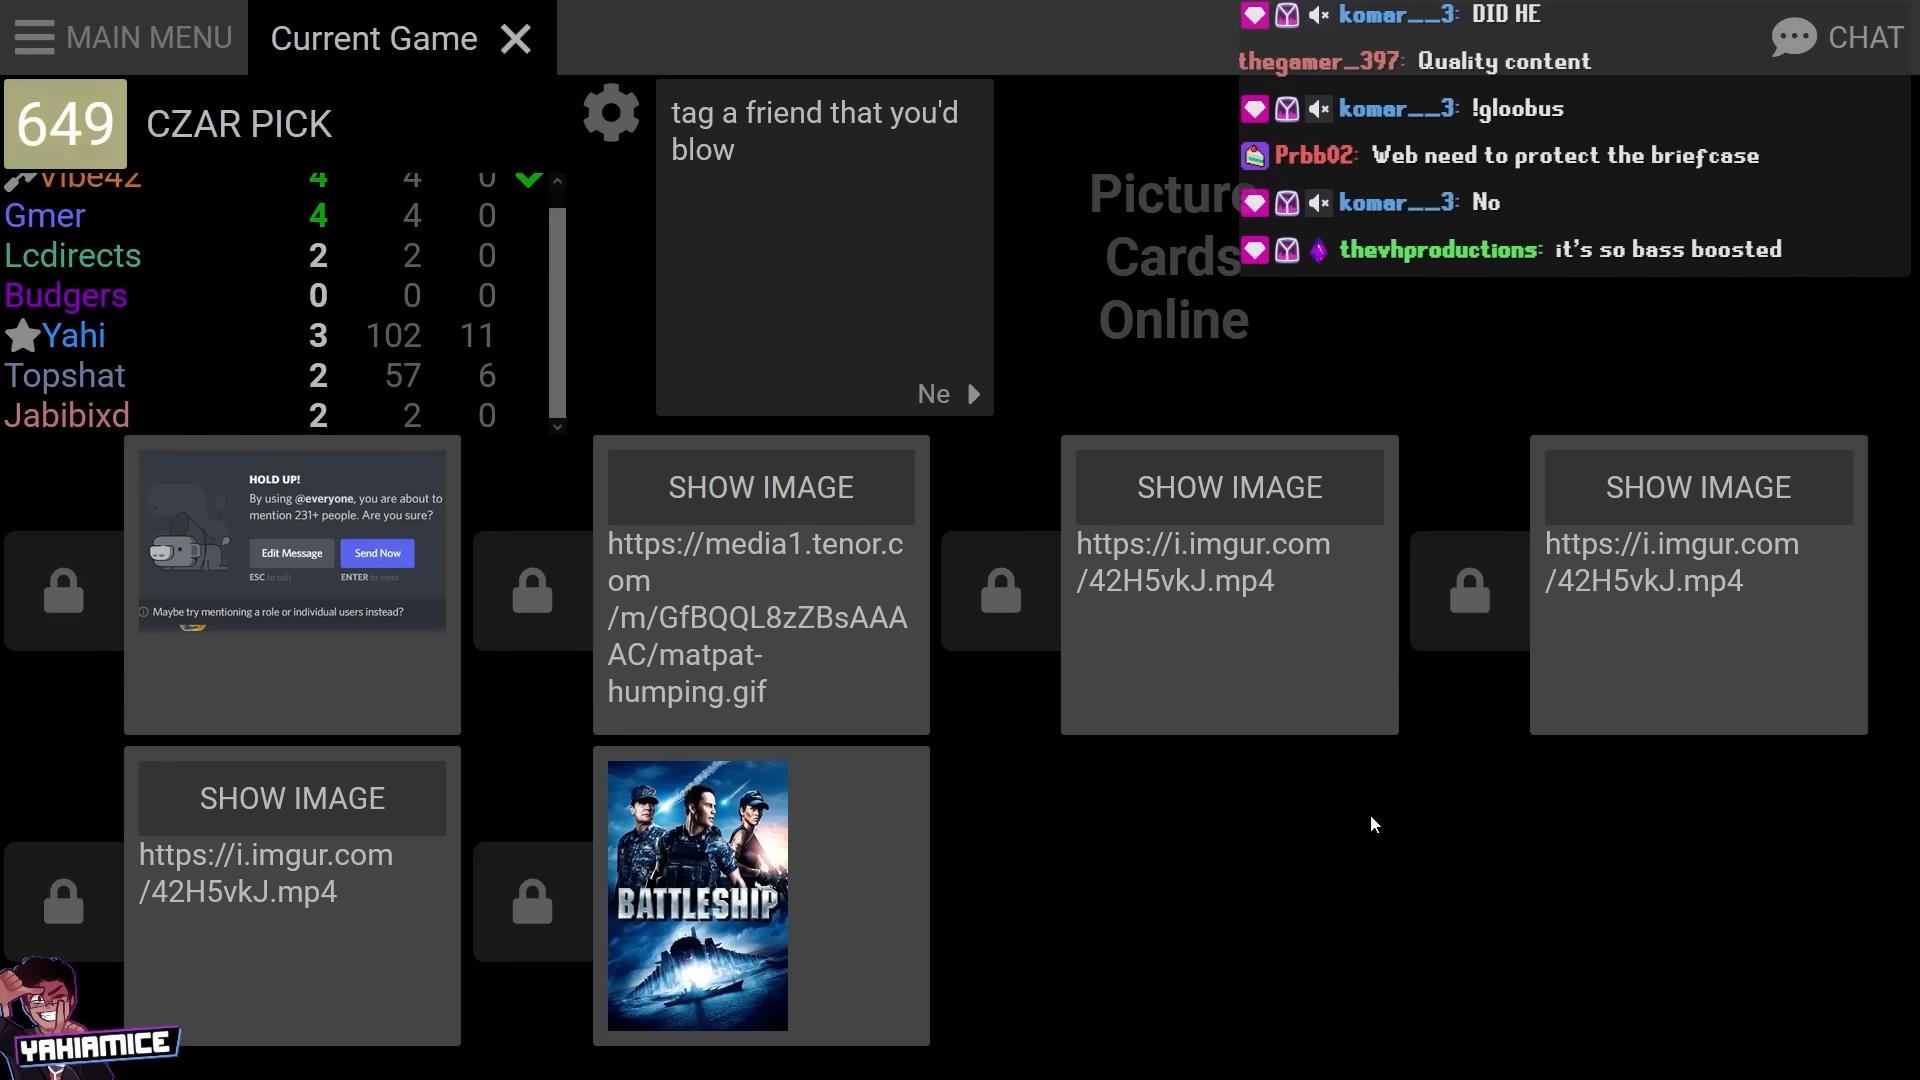 MAIN MENU
Current Game
CHAT
komar__3: DID HE
thegamer_397: Quality content
komar__3: !gloobus
Prbb02: Web need to protect the briefcase
komar__3: No
thevhproductions: it's so bass boosted
649
CZAR PICK
Vibe42 4 4 0
Gmer 4 4 0
Lcdirects 2 2 0
Budgers 0 0 0
Yahi 3 102 11
Topshat 2 57 6
Jabibixd 2 2 0
tag a friend that you'd
blow
Ne
Picture
Cards
Online
HOLD UP!
By using @everyone, you are about to
mention 231+ people. Are you sure?
Edit Message
Send Now
ESC to edit
ENTER to send
Maybe try mentioning a role or individual users instead?
SHOW IMAGE
https://media1.tenor.c
om
/m/GfBQQL8zZBsAAA
AC/matpat-
humping.gif
SHOW IMAGE
https://i.imgur.com
/42H5vkJ.mp4
SHOW IMAGE
https://i.imgur.com
/42H5vkJ.mp4
SHOW IMAGE
https://i.imgur.com
/42H5vkJ.mp4
BATTLESHIP
YAHIAMICE